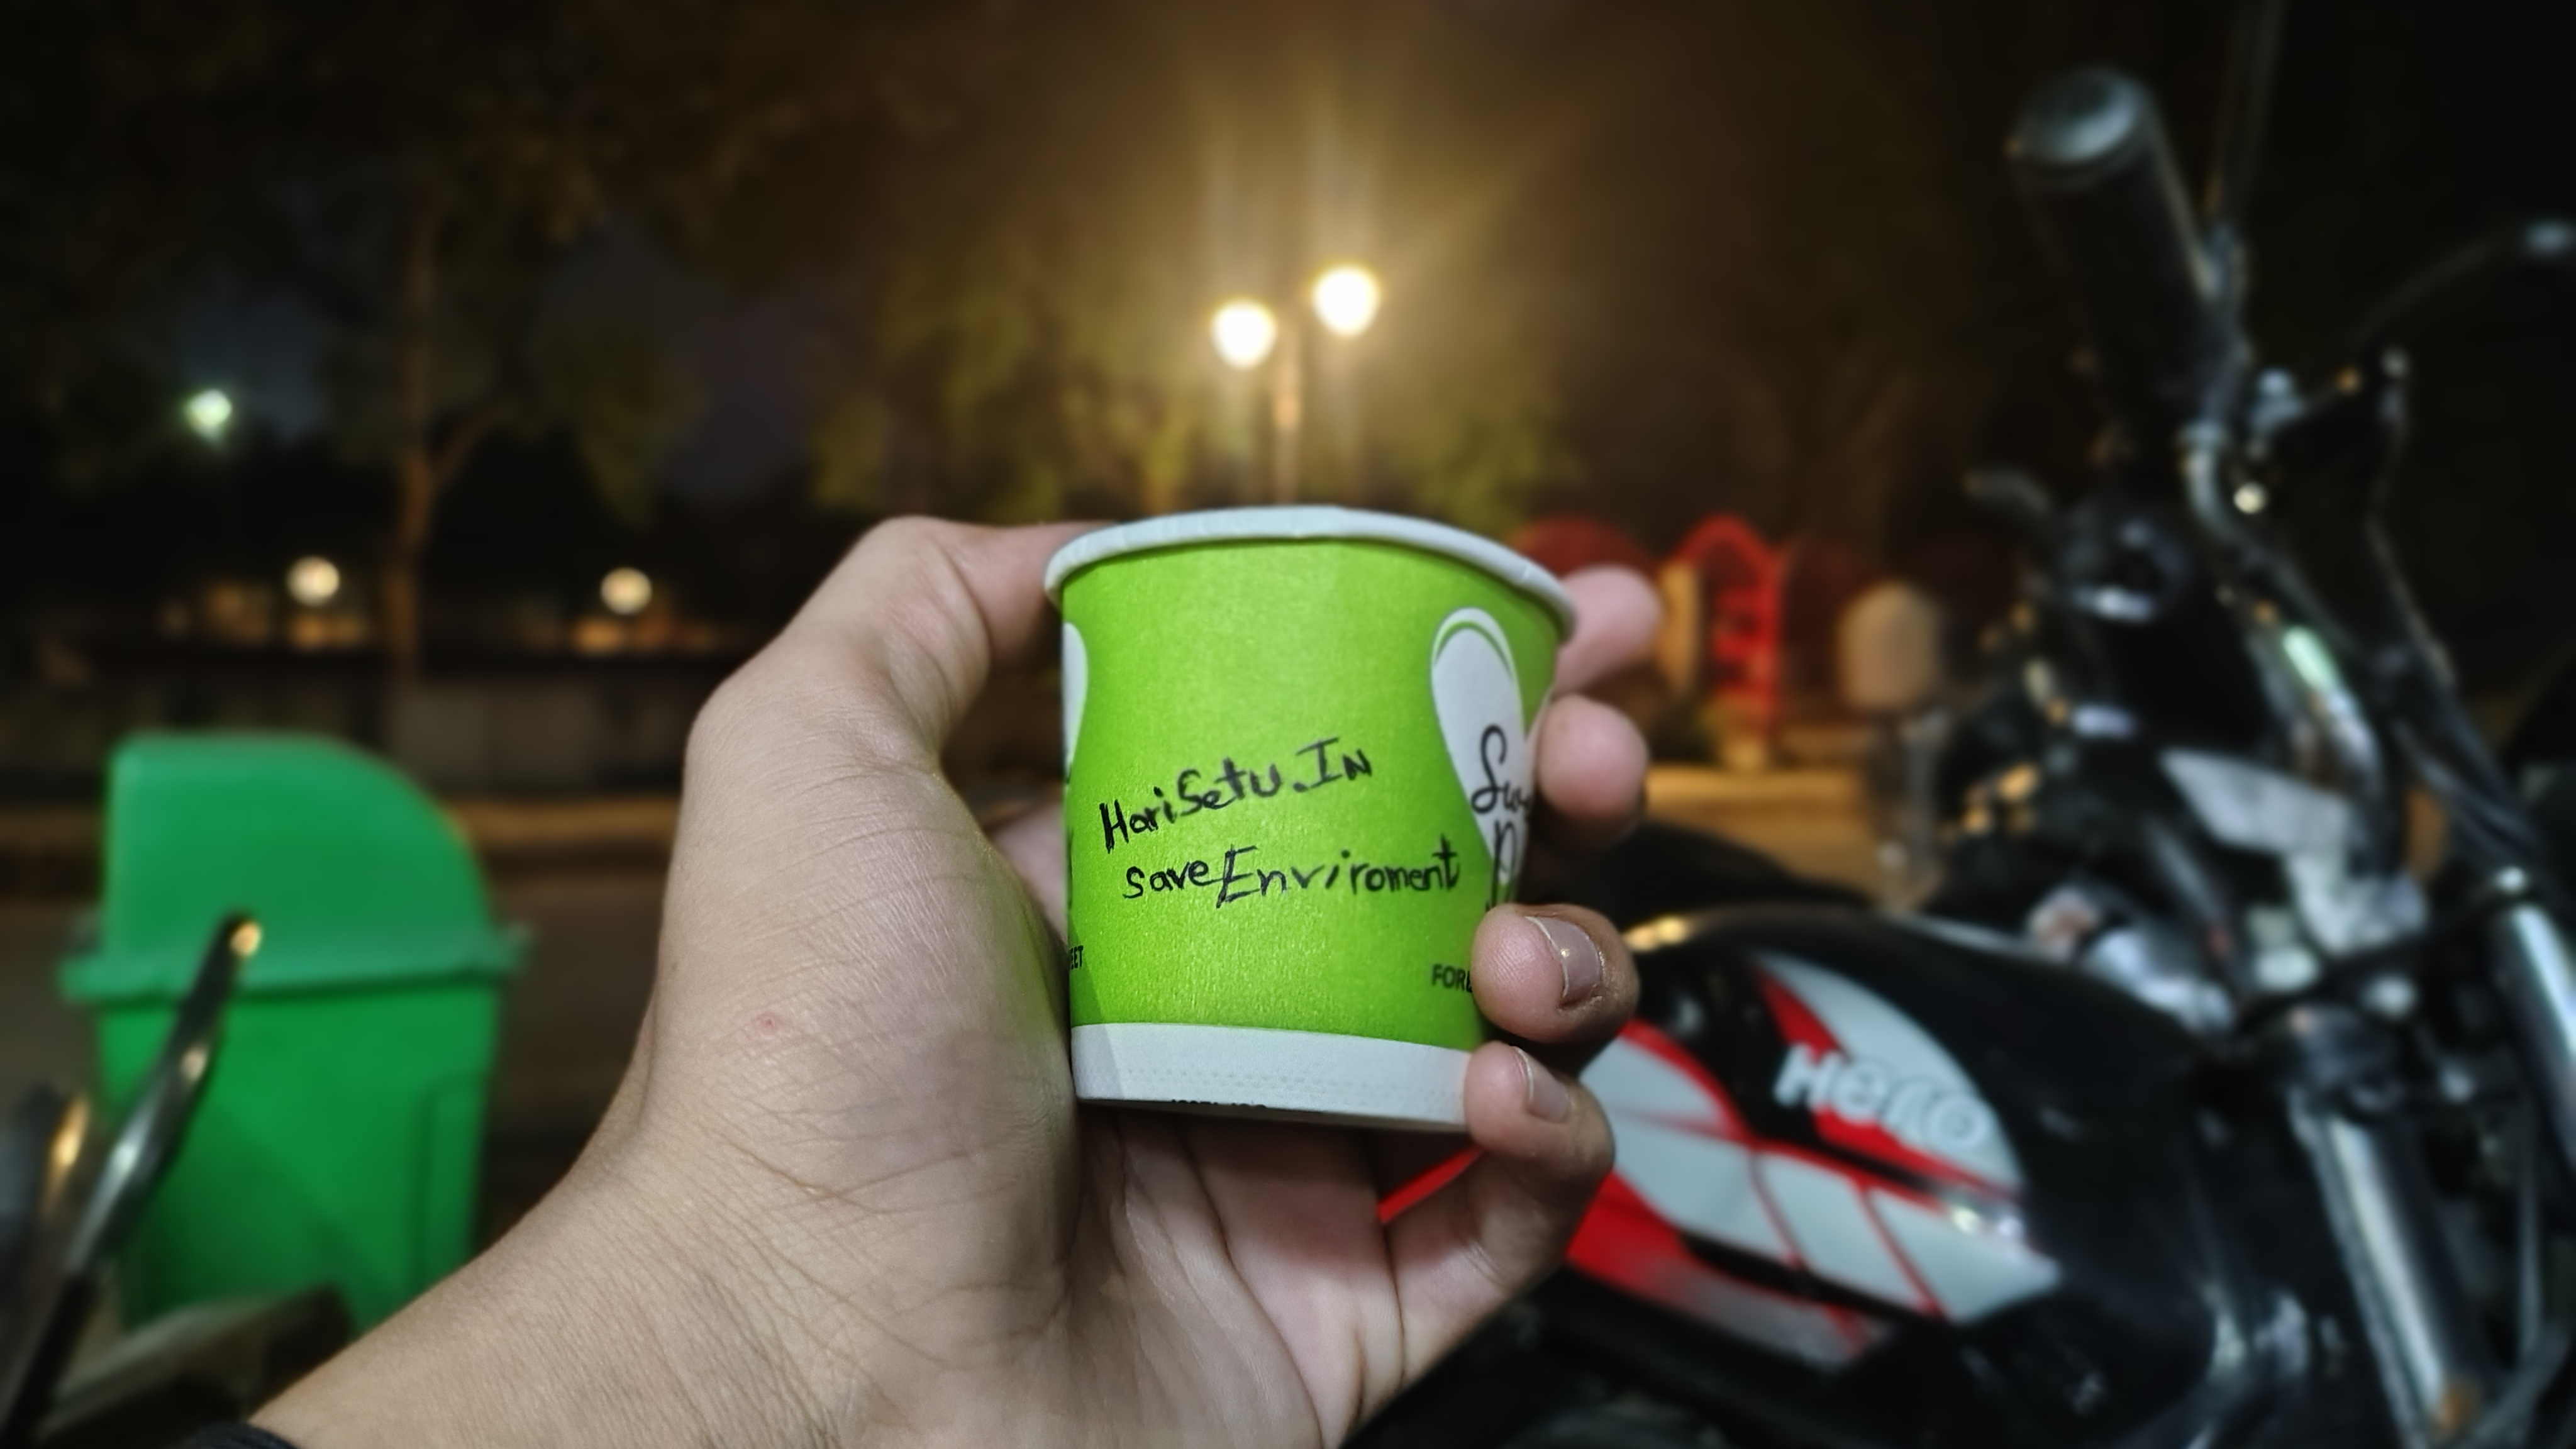 HariSetu.In
save Enviroment
Hero